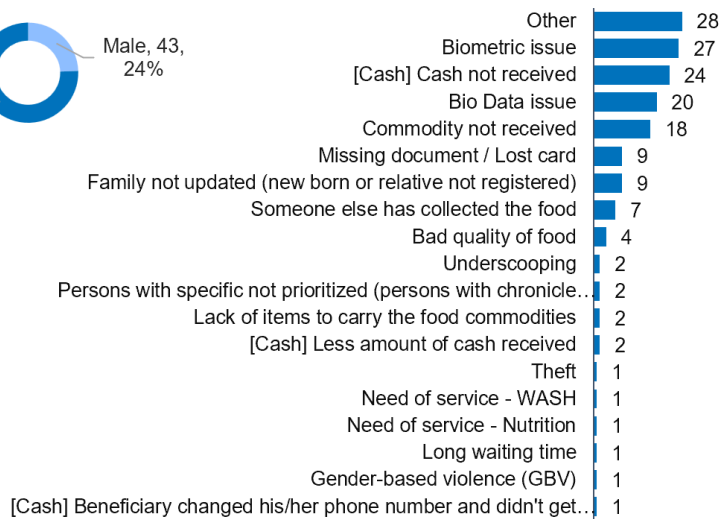 Male, 43,
24%
Other 28
Biometric issue 27
[Cash] Cash not received 24
Bio Data issue 20
Commodity not received 18
Missing document / Lost card 9
Family not updated (new born or relative not registered) 9
Someone else has collected the food 7
Bad quality of food 4
Underscooping 2
Persons with specific not prioritized (persons with chronicle... 2
Lack of items to carry the food commodities 2
[Cash] Less amount of cash received 2
Theft 1
Need of service - WASH 1
Need of service - Nutrition 1
Long waiting time 1
Gender-based violence (GBV) 1
[Cash] Beneficiary changed his/her phone number and didn't get... 1